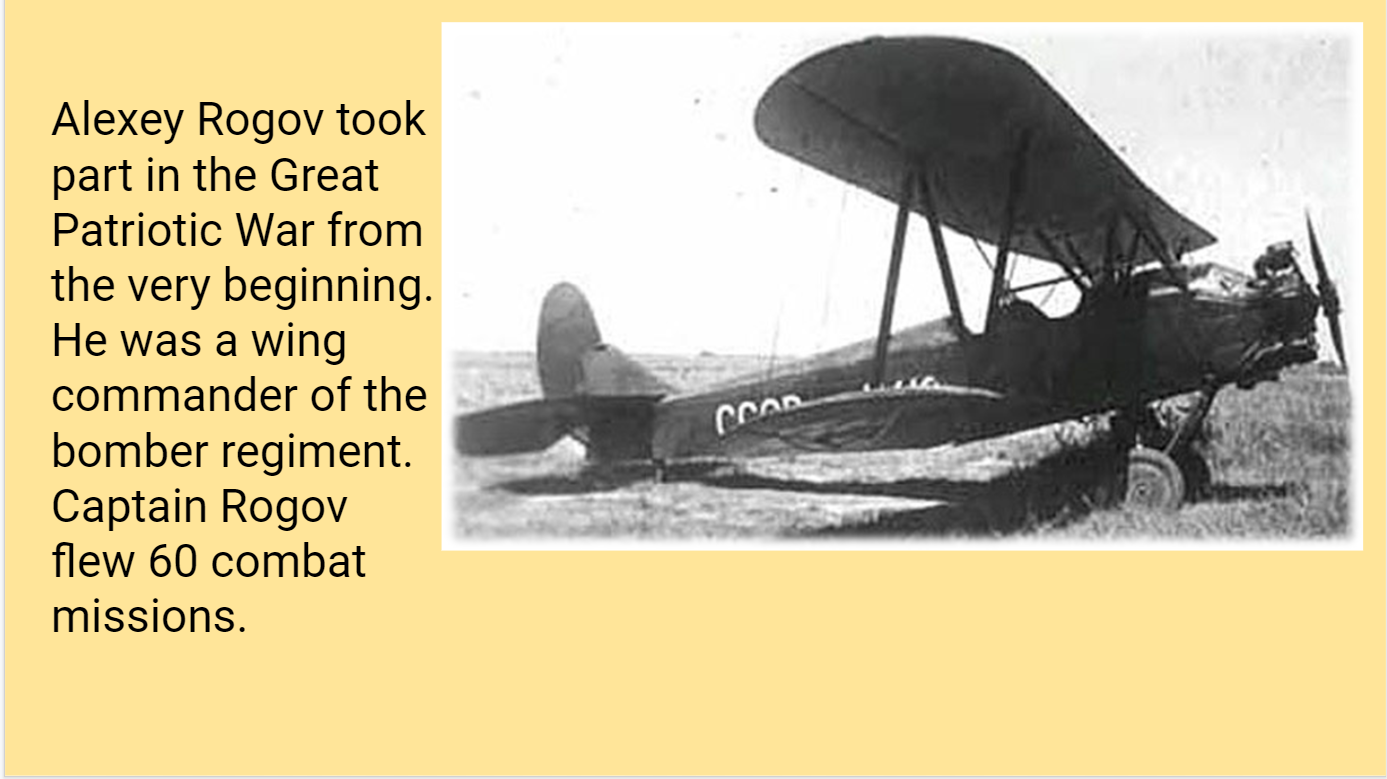 Alexey Rogov took
part in the Great
Patriotic War from
the very beginning.
He was a wing
commander of the
bomber regiment.
Captain Rogov
flew 60 combat
missions.
СССР